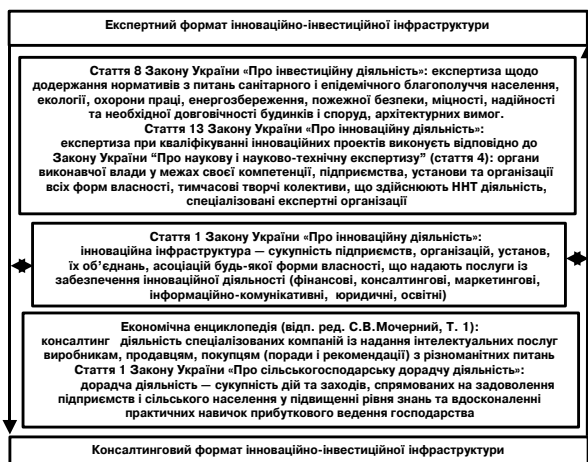 Експертний формат інноваційно-інвестиційної інфраструктури
Стаття 8 Закону України «Про інвестиційну діяльність»: експертиза щодо
додержання нормативів з питань санітарного і епідемічного благополуччя населення,
екології, охорони праці, енергозбереження, пожежної безпеки, міцності, надійності
та необхідної довговічності будинків і споруд, архітектурних вимог.
Стаття 13 Закону України «Про інноваційну діяльність»:
експертиза при кваліфікуванні інноваційних проектів виконується відповідно до
Закону України “Про наукову і науково-технічну експертизу” (стаття 4): органи
виконавчої влади у межах своєї компетенції, підприємства, установи та організації
всіх форм власності, тимчасові творчі колективи, що здійснюють ННТ діяльність,
спеціалізовані експертні організації
Стаття 1 Закону України «Про інноваційну діяльність»:
інноваційна інфраструктура – сукупність підприємств, організацій, установ,
їх об’єднань, асоціацій будь-якої форми власності, що надають послуги із
забезпечення інноваційної діяльності (фінансові, консалтингові, маркетингові,
інформаційно-комунікативні, юридичні, освітні)
Економічна енциклопедія (відп. ред. С.В.Мочерний, Т. 1):
консалтинг діяльність спеціалізованих компаній із надання інтелектуальних послуг
виробникам, продавцям, покупцям (поради і рекомендації) з різноманітних питань
Стаття 1 Закону України «Про сільськогосподарську дорадчу діяльність»:
дорадча діяльність – сукупність дій та заходів, спрямованих на задоволення
підприємств і сільського населення у підвищенні рівня знань та вдосконаленні
практичних навичок прибуткового ведення господарства
Консалтинговий формат інноваційно-інвестиційної інфраструктури